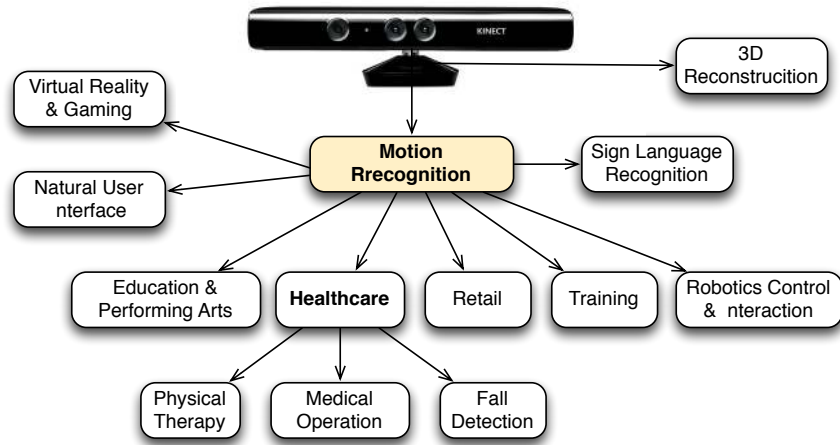 KINECT
3D
Reconstrucition
Virtual Reality
& Gaming
Motion
Rrecognition
Sign Language
Recognition
Natural User
nterface
Education &
Performing Arts
Healthcare
Retail
Training
Robotics Control
& nteraction
Physical
Therapy
Medical
Operation
Fall
Detection